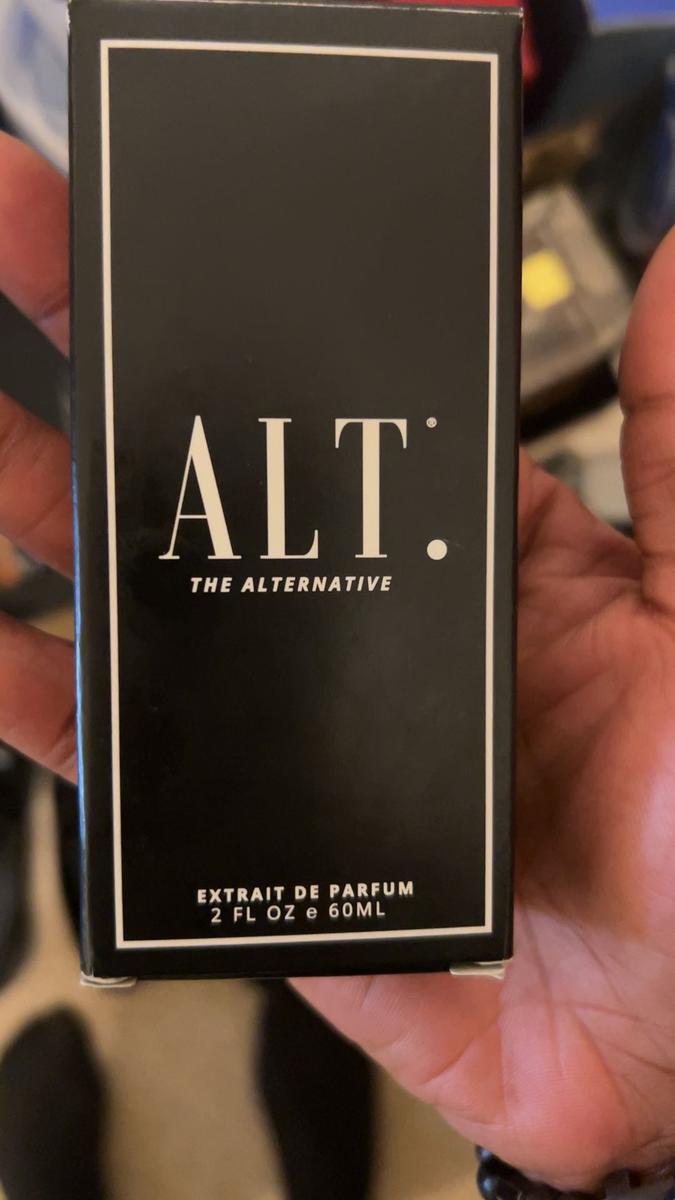 ALT.®
THE ALTERNATIVE
EXTRAIT DE PARFUM
2 FL OZ e 60ML